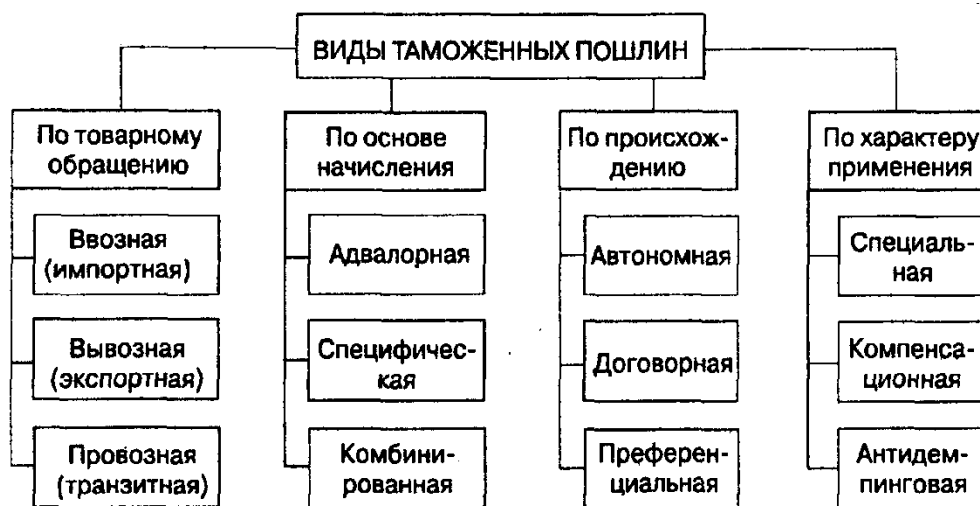 ВИДЫ ТАМОЖЕННЫХ ПОШЛИН
По товарному
обращению
Ввозная
(импортная)
Вывозная
(экспортная)
Провозная
(транзитная)
По основе
начисления
Адвалорная
Специфичес-
кая
Комбини-
рованная
По происхож-
дению
Автономная
Договорная
Преферен-
циальная
По характеру
применения
Специаль-
ная
Компенса-
ционная
Антидем-
пинговая